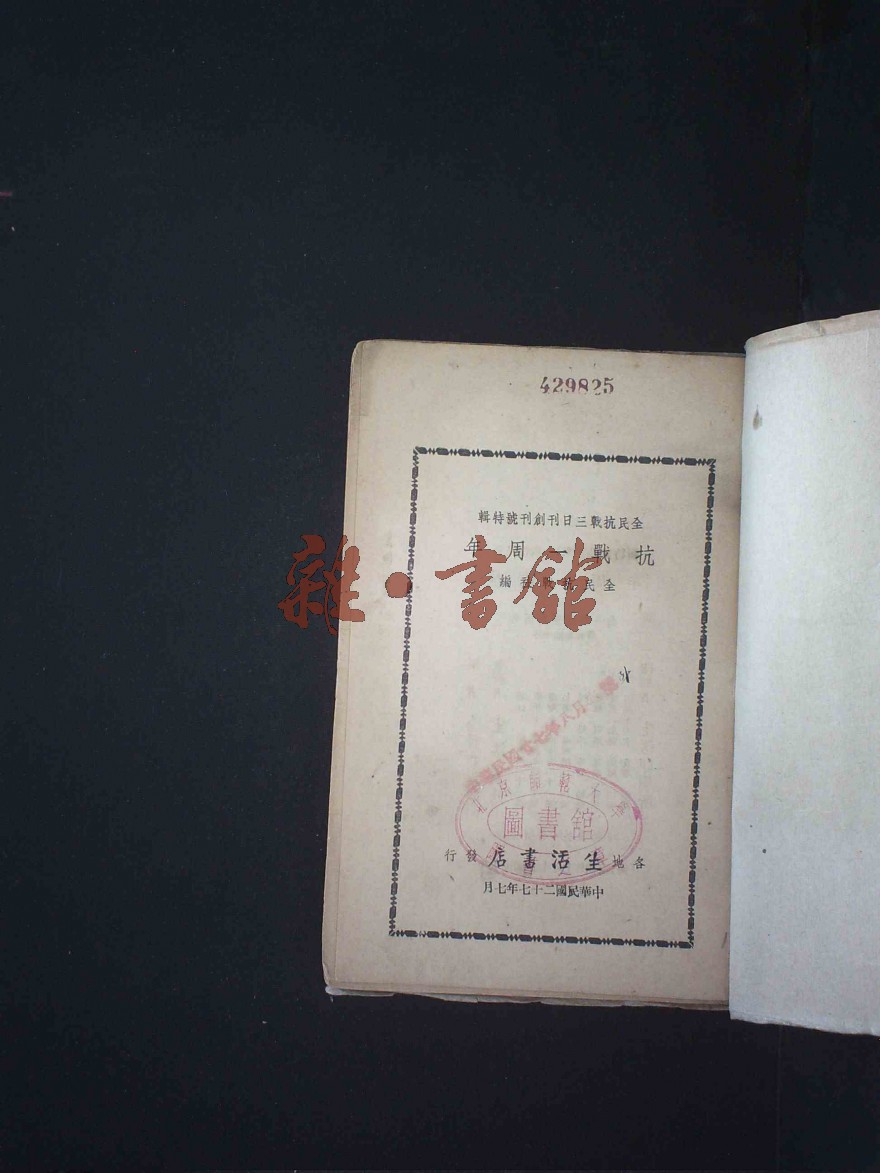 429825
全民抗戰三日刊創刊號特輯
抗戰一周年
全民抗戰社編
雜·書館
圖書館
各地生活書店發行
中華民國二十七年七月